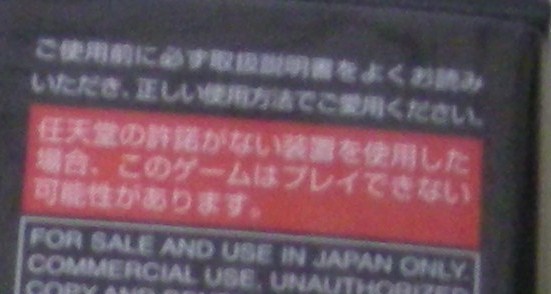 ご使用前に必ず取扱説明書をよくお読み
いただき、正しい使用方法でご愛用ください。
任天堂の許諾がない装置を使用した
場合、このゲームはプレイできない
可能性があります。
FOR SALE AND USE IN JAPAN ONLY.
COMMERCIAL USE, UNAUTHORIZED
COPY AND